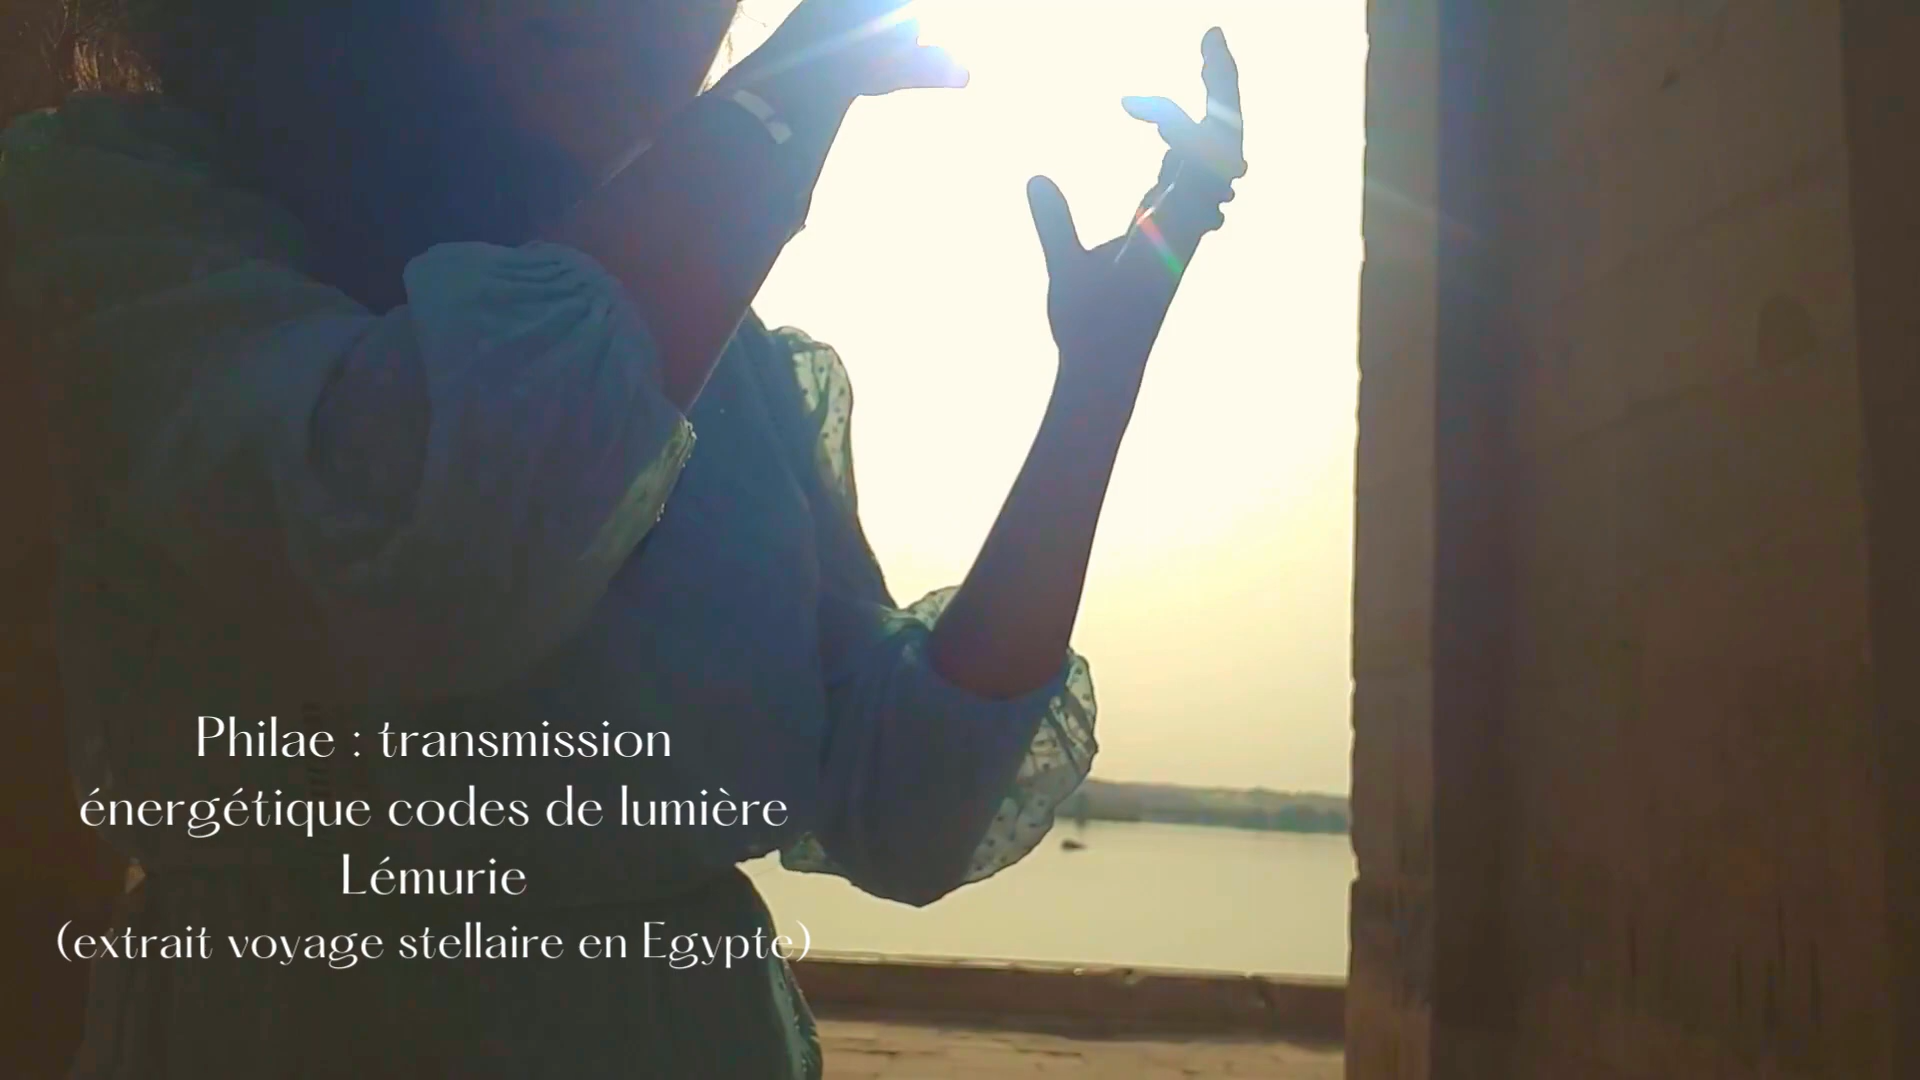 Philae : transmission
énergétique codes de lumière
Lémurie
(extrait voyage stellaire en Egypte)